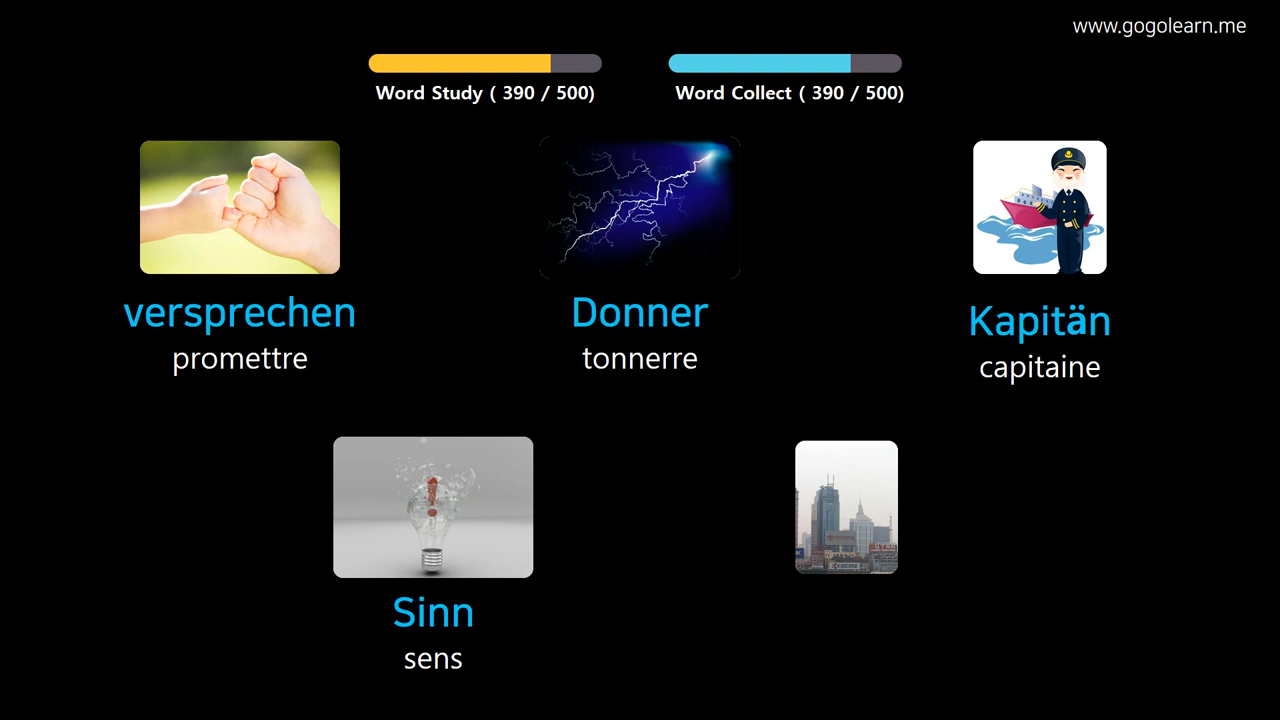 www.gogolearn.me
Word Study ( 390 / 500)
Word Collect ( 390 / 500)
versprechen
promettre
Donner
tonnerre
Kapitän
capitaine
Sinn
sens